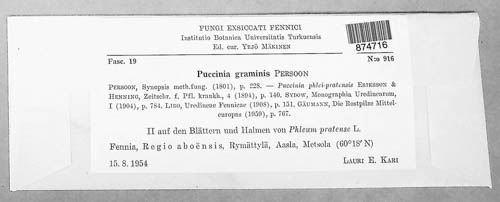 FUNGI EXSICCATI FENNICI
Instituto Botanica Universitatis Turkuensis
Ed. cur. YRJÖ MÄKINEN
874716
Fasc. 19
N:o 916
Puccinia graminis PERSOON
PERSOON, Synopsis meth.fung. (1801), p. 228. — Puccinia phlei-pratensis ERIKSSON &
HENNING, Zeitschr. f. Pfl. krankh., 4 (1894), p. 140. SYDOW, Monographia Uredinearum,
I (1904), p. 784. LIRO, Uredineae Fennicae (1908), p. 151. GÄUMANN, Die Rostpilze Mittel-
europas (1959), p. 767.
II auf den Blättern und Halmen von Phleum pratense L.
Fennia, Regio aboënsis, Rymättylä, Aasla, Metsola (60°18′ N)
15. 8. 1954
LAURI E. KARI